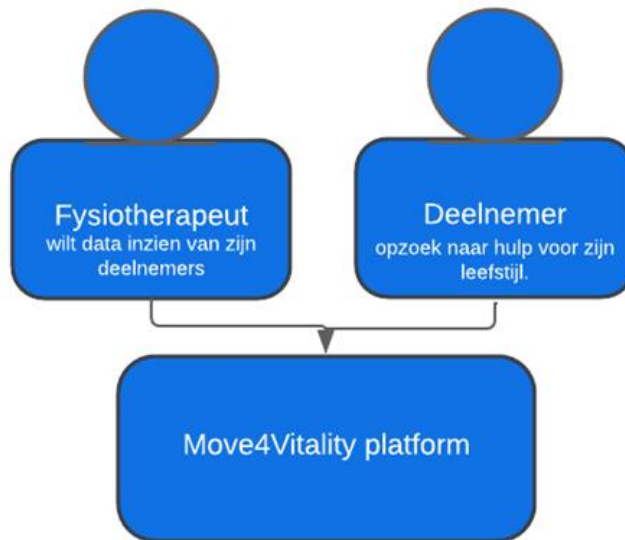 Fysiotherapeut
wilt data inzien van zijn
deelnemers
Deelnemer
opzoek naar hulp voor zijn
leefstijl.
Move4Vitality platform